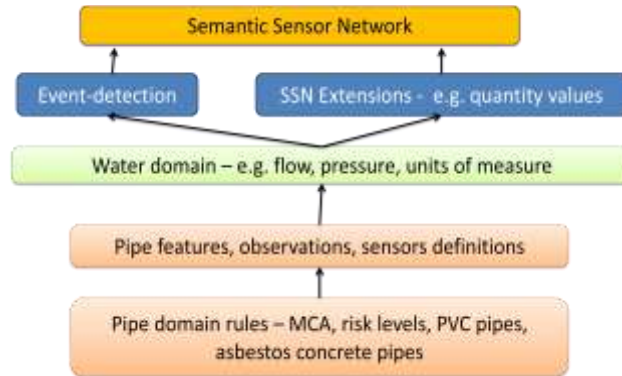 Semantic Sensor Network
Event-detection
SSN Extensions - e.g. quantity values
Water domain – e.g. flow, pressure, units of measure
Pipe features, observations, sensors definitions
Pipe domain rules – MCA, risk levels, PVC pipes,
asbestos concrete pipes